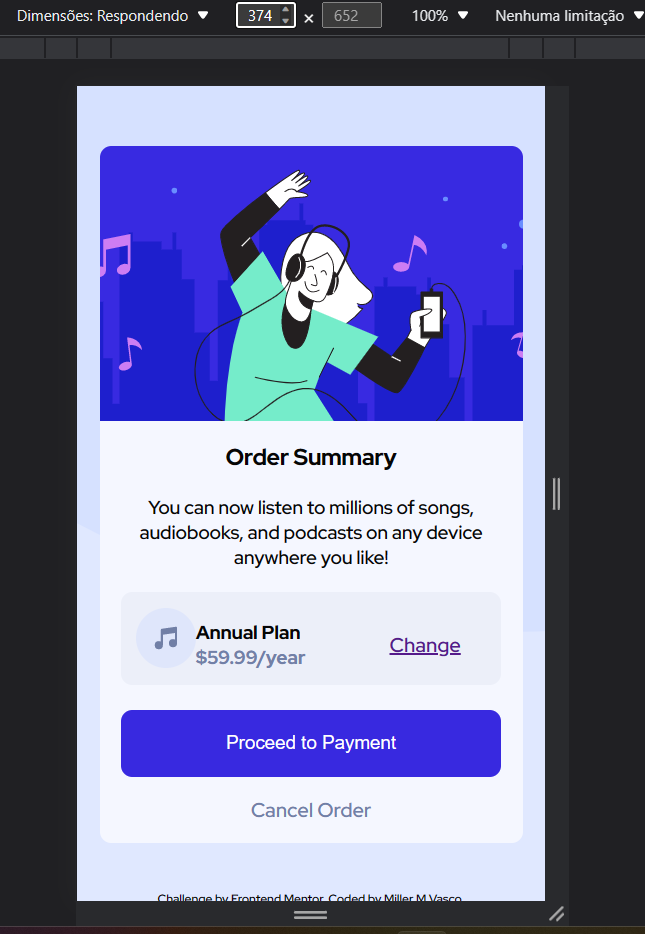 Dimensões: Respondendo 374 × 652 100% Nenhuma limitação
Order Summary
You can now listen to millions of songs,
audiobooks, and podcasts on any device
anywhere you like!
Annual Plan
$59.99/year
Change
Proceed to Payment
Cancel Order
Challenge by Frontend Mentor. Coded by Miller M Vasco.